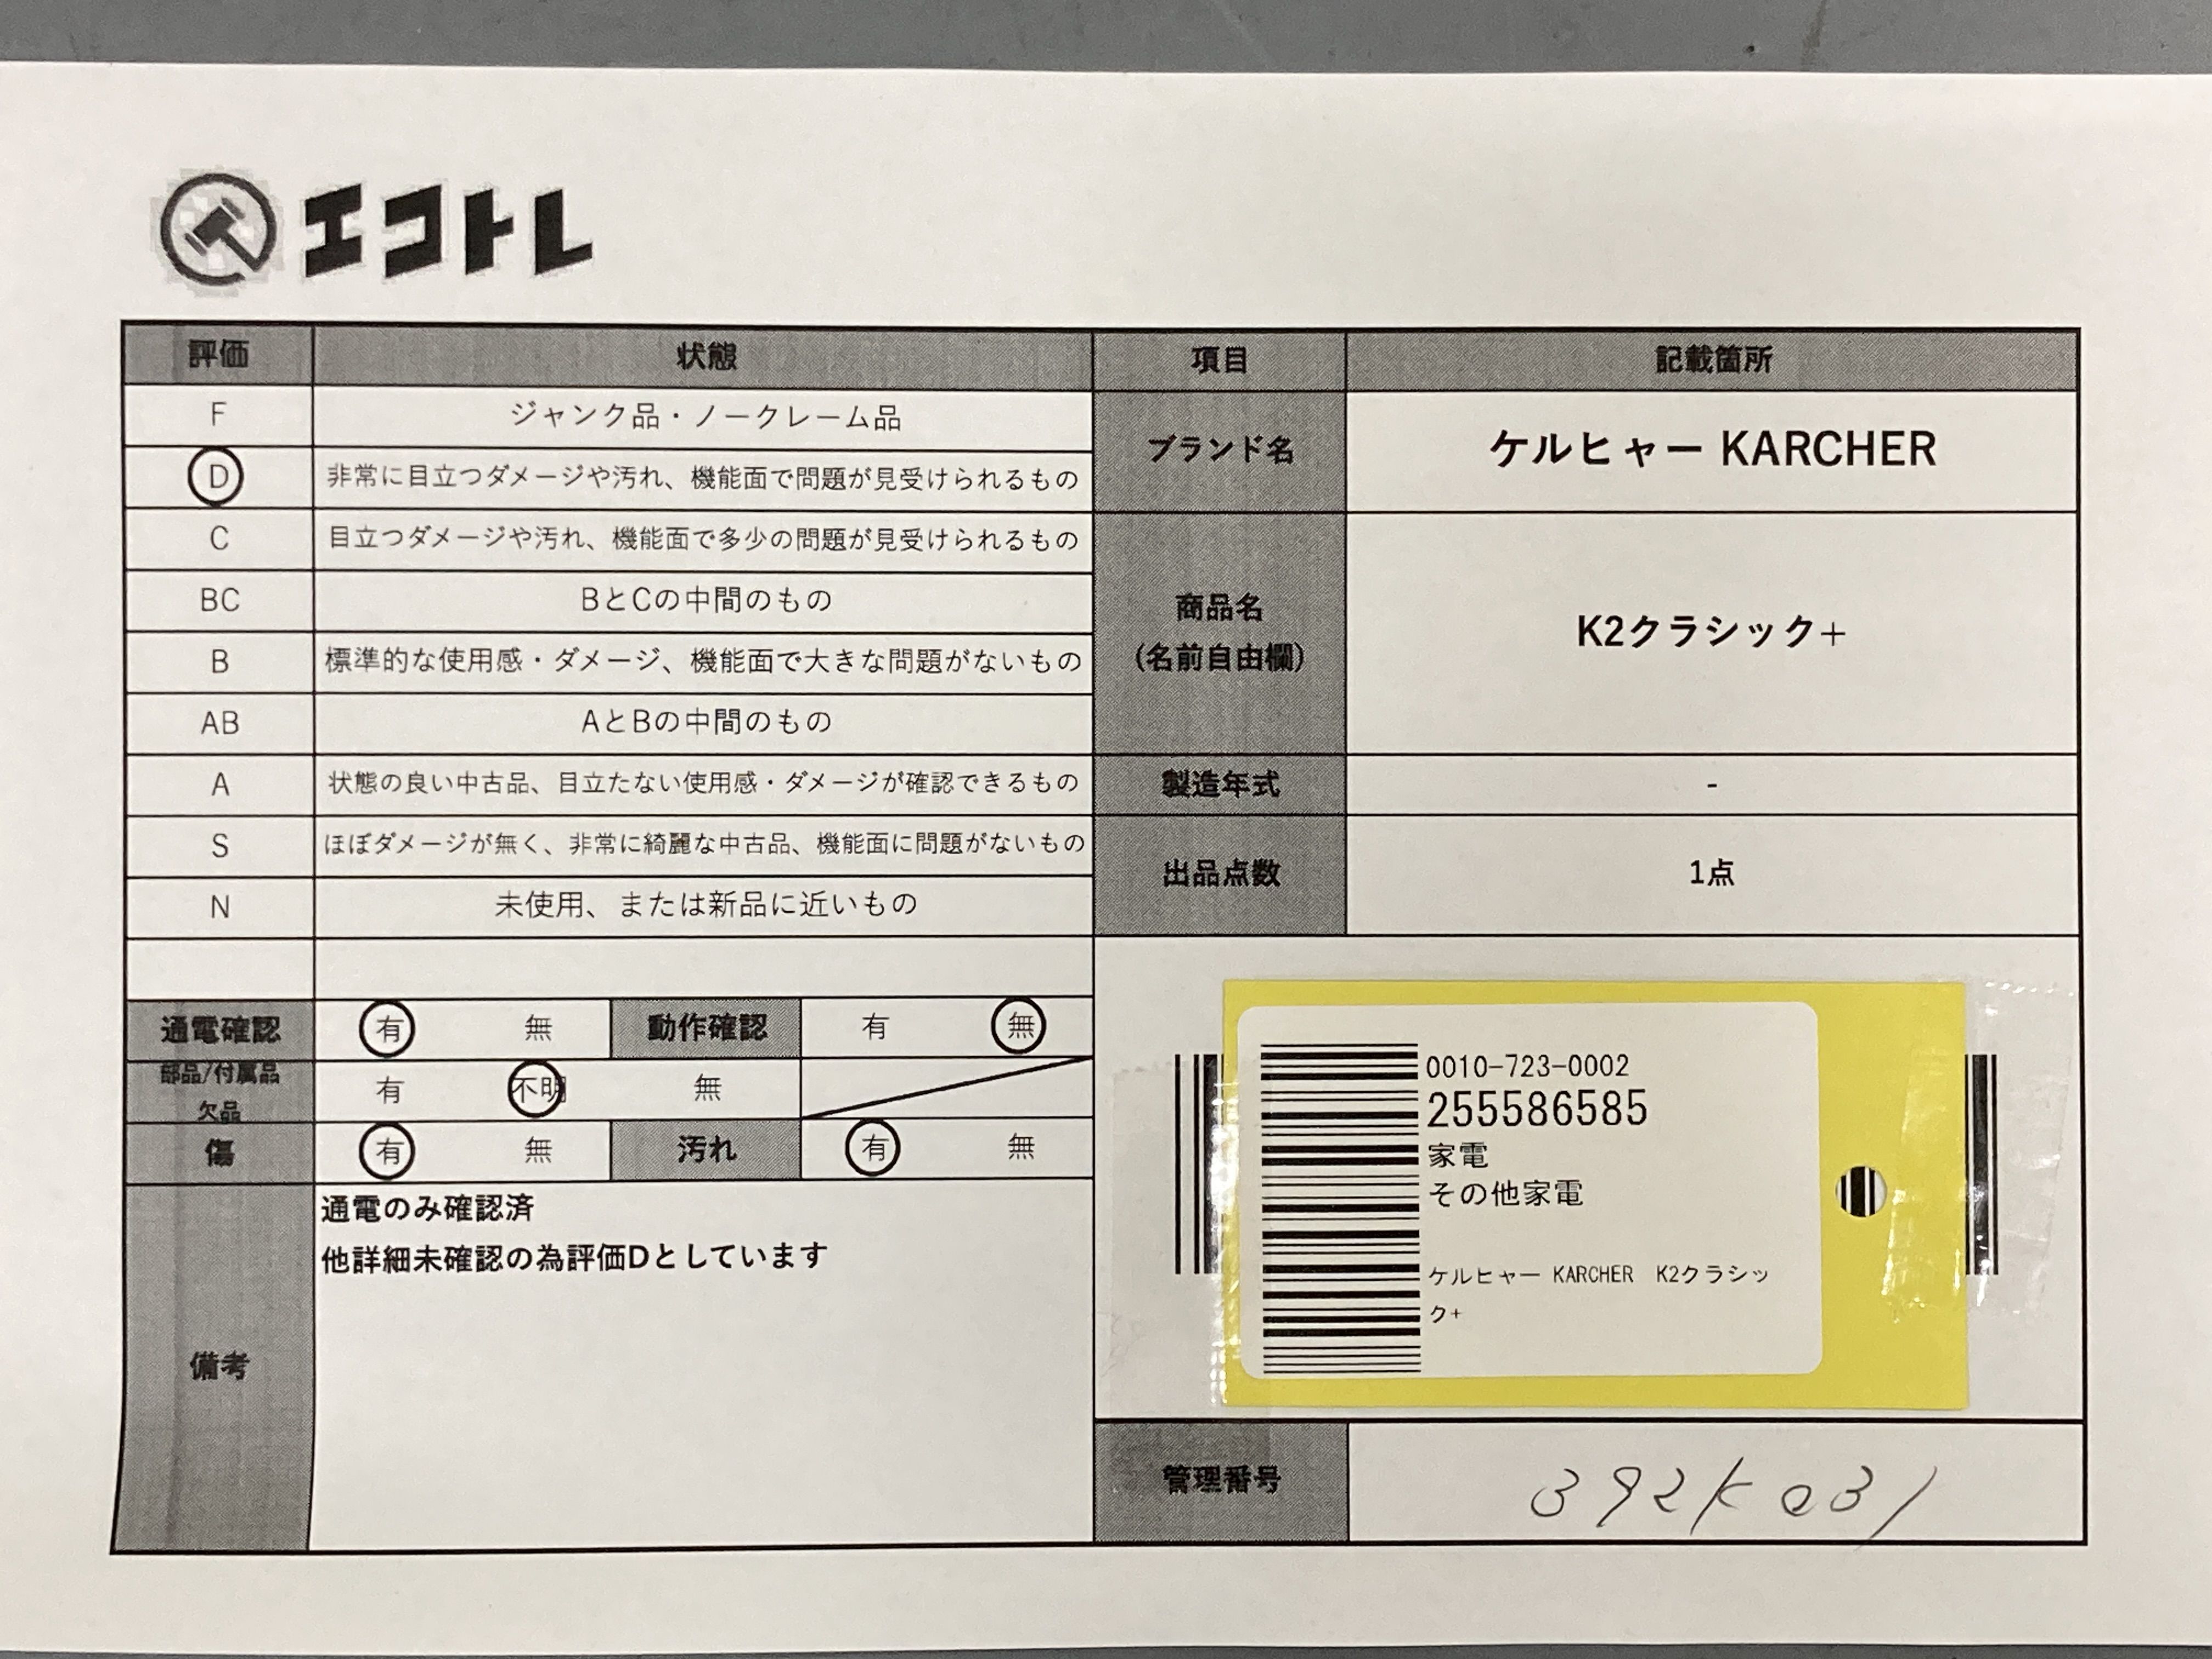 エコトレ
評価 状態
F ジャンク品・ノークレーム品
D 非常に目立つダメージや汚れ、機能面で問題が見受けられるもの
C 目立つダメージや汚れ、機能面で多少の問題が見受けられるもの
BC BとCの中間のもの
B 標準的な使用感・ダメージ、機能面で大きな問題がないもの
AB AとBの中間のもの
A 状態の良い中古品、目立たない使用感・ダメージが確認できるもの
S ほぼダメージが無く、非常に綺麗な中古品、機能面に問題がないもの
N 未使用、または新品に近いもの
通電確認 有 無 動作確認 有 無
部品/付属品
欠品 有 不明 無
傷 有 無 汚れ 有 無
備考
通電のみ確認済
他詳細未確認の為評価Dとしています
項目 記載箇所
ブランド名 ケルヒャー KARCHER
商品名
(名前自由欄)
K2クラシック+
製造年式 -
出品点数 1点
0010-723-0002
255586585
家電
その他家電
ケルヒャー KARCHER K2クラシッ
ク+
管理番号 392K031